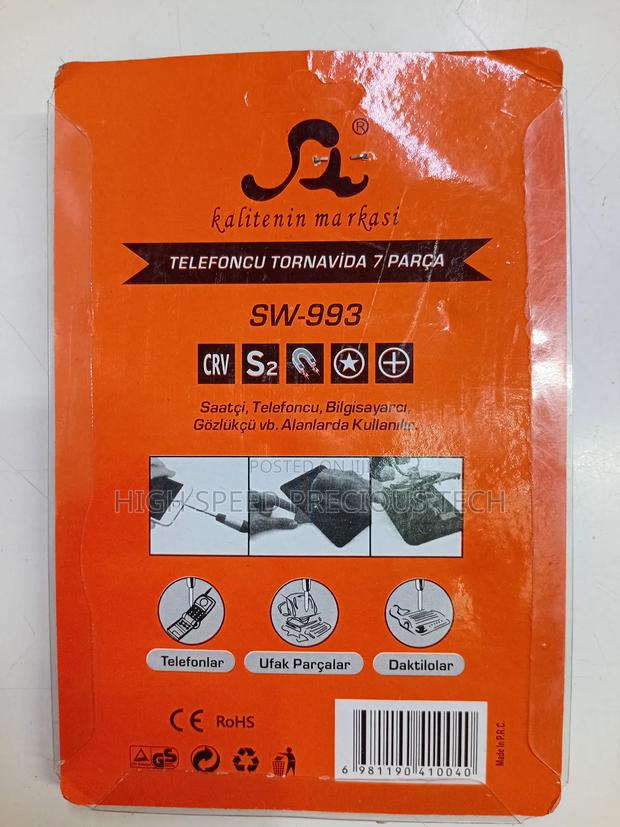 ®
kalitenin markasi
TELEFONCU TORNAVİDA 7 PARÇA
SW-993
CRV S2
Saatçi, Telefoncu, Bilgisayarcı,
Gözlükçü vb. Alanlarda Kullanılır.
POSTED ON JIJI
HIGH SPEED PRECIOUS TECH
Telefonlar
Ufak Parçalar
Daktilolar
CE RoHS
GS
6 981190 410040
Made In P.R.C.